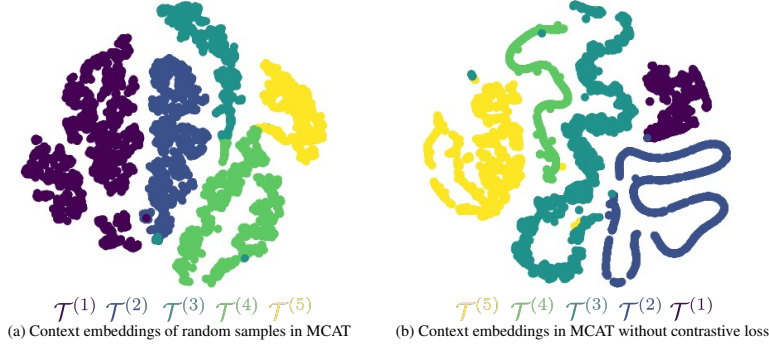 𝒯⁽¹⁾ 𝒯⁽²⁾ 𝒯⁽³⁾ 𝒯⁽⁴⁾ 𝒯⁽⁵⁾
(a) Context embeddings of random samples in MCAT
𝒯⁽⁵⁾ 𝒯⁽⁴⁾ 𝒯⁽³⁾ 𝒯⁽²⁾ 𝒯⁽¹⁾
(b) Context embeddings in MCAT without contrastive loss